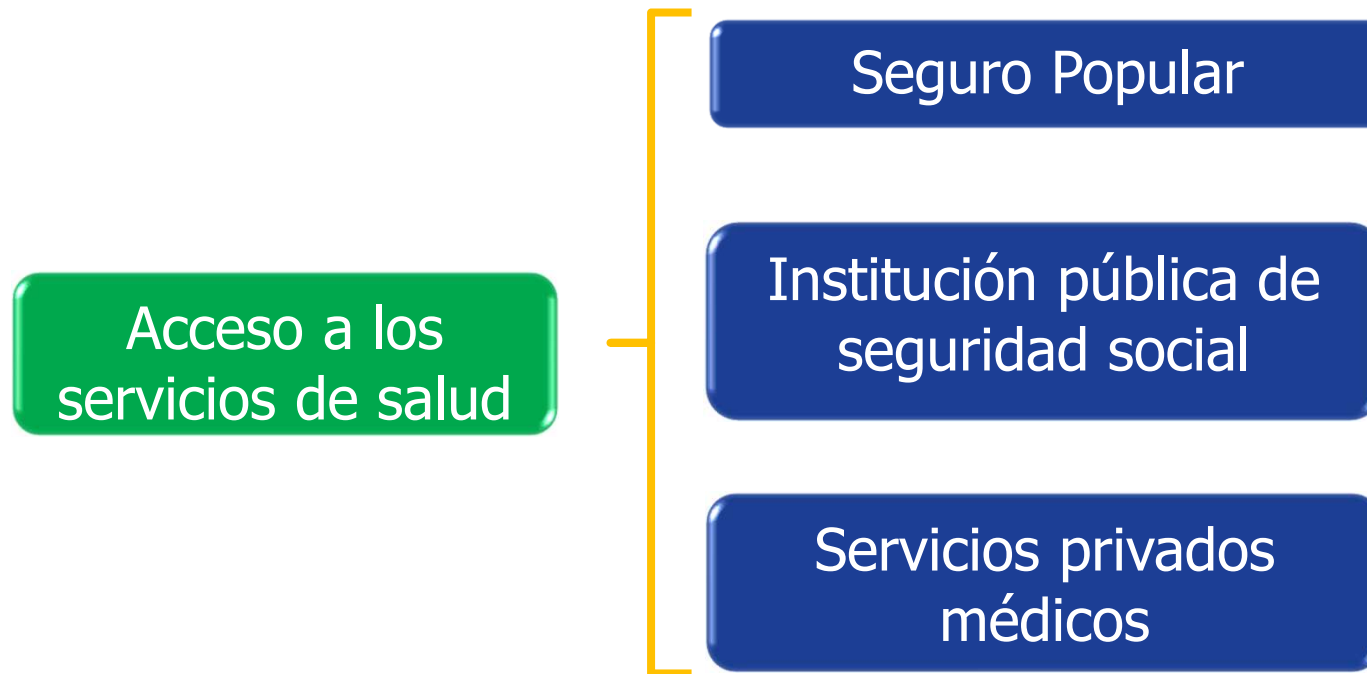 Seguro Popular
Acceso a los
servicios de salud
Institución pública de
seguridad social
Servicios privados
médicos